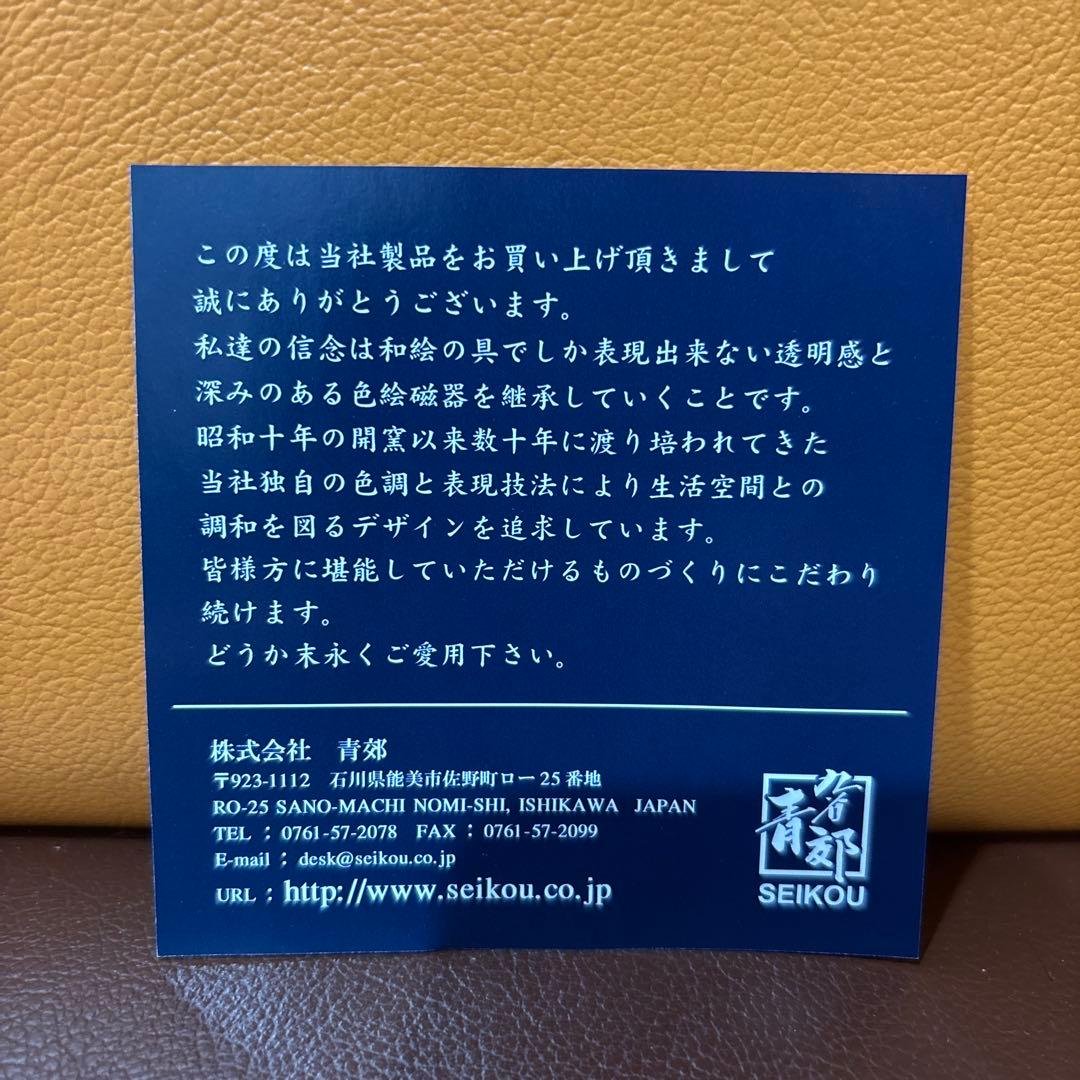 この度は当社製品をお買い上げ頂きまして
誠にありがとうございます。
私達の信念は和絵の具でしか表現出来ない透明感と
深みのある色絵磁器を継承していくことです。
昭和十年の開窯以来数十年に渡り培われてきた
当社独自の色調と表現技法により生活空間との
調和を図るデザインを追求しています。
皆様方に堪能していただけるものづくりにこだわり
続けます。
どうか末永くご愛用下さい。
株式会社　青郊
〒923-1112　石川県能美市佐野町ロー25番地
RO-25 SANO-MACHI NOMI-SHI, ISHIKAWA JAPAN
TEL : 0761-57-2078 FAX : 0761-57-2099
E-mail : desk@seikou.co.jp
URL : http://www.seikou.co.jp
青郊
SEIKOU